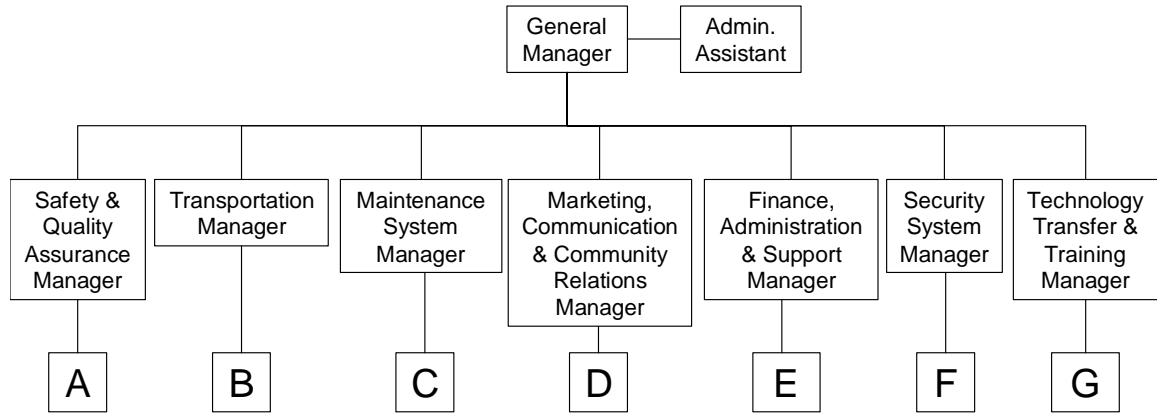 General
Manager
Admin.
Assistant
Safety &
Quality
Assurance
Manager
Transportation
Manager
Maintenance
System
Manager
Marketing,
Communication
& Community
Relations
Manager
Finance,
Administration
& Support
Manager
Security
System
Manager
Technology
Transfer &
Training
Manager
A
B
C
D
E
F
G